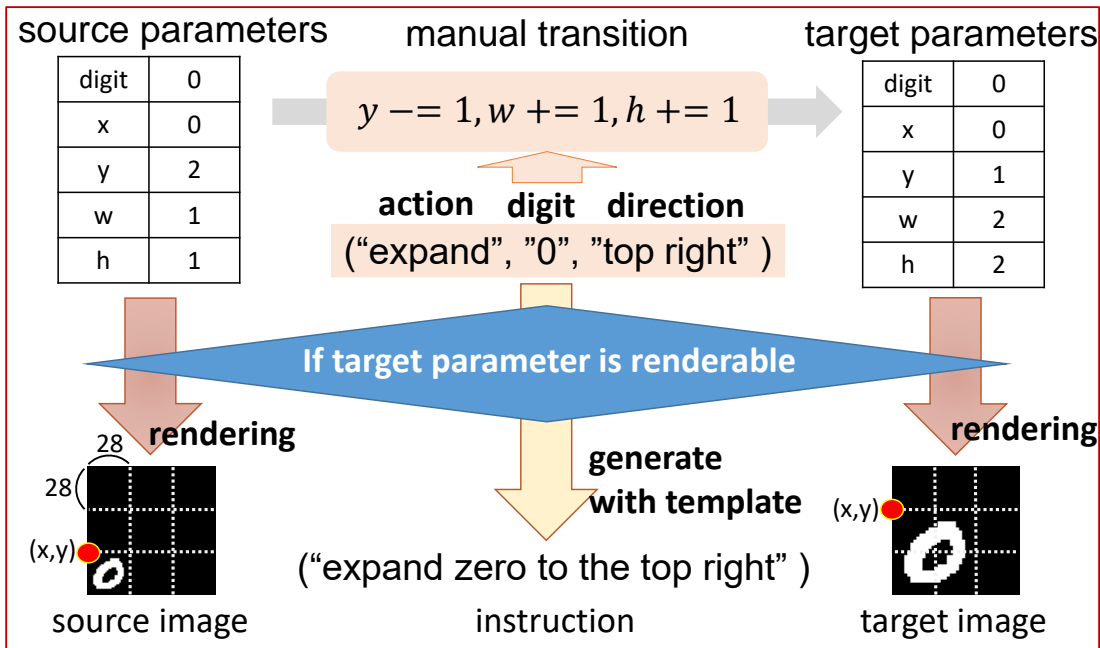 source parameters
manual transition
target parameters
digit 0
x 0
y 2
w 1
h 1
y −= 1, w += 1, h += 1
digit 0
x 0
y 1
w 2
h 2
action digit direction
(“expand”, ”0”, ”top right” )
If target parameter is renderable
rendering
rendering
28
28
(x,y)
generate
with template
(x,y)
(“expand zero to the top right” )
source image
instruction
target image